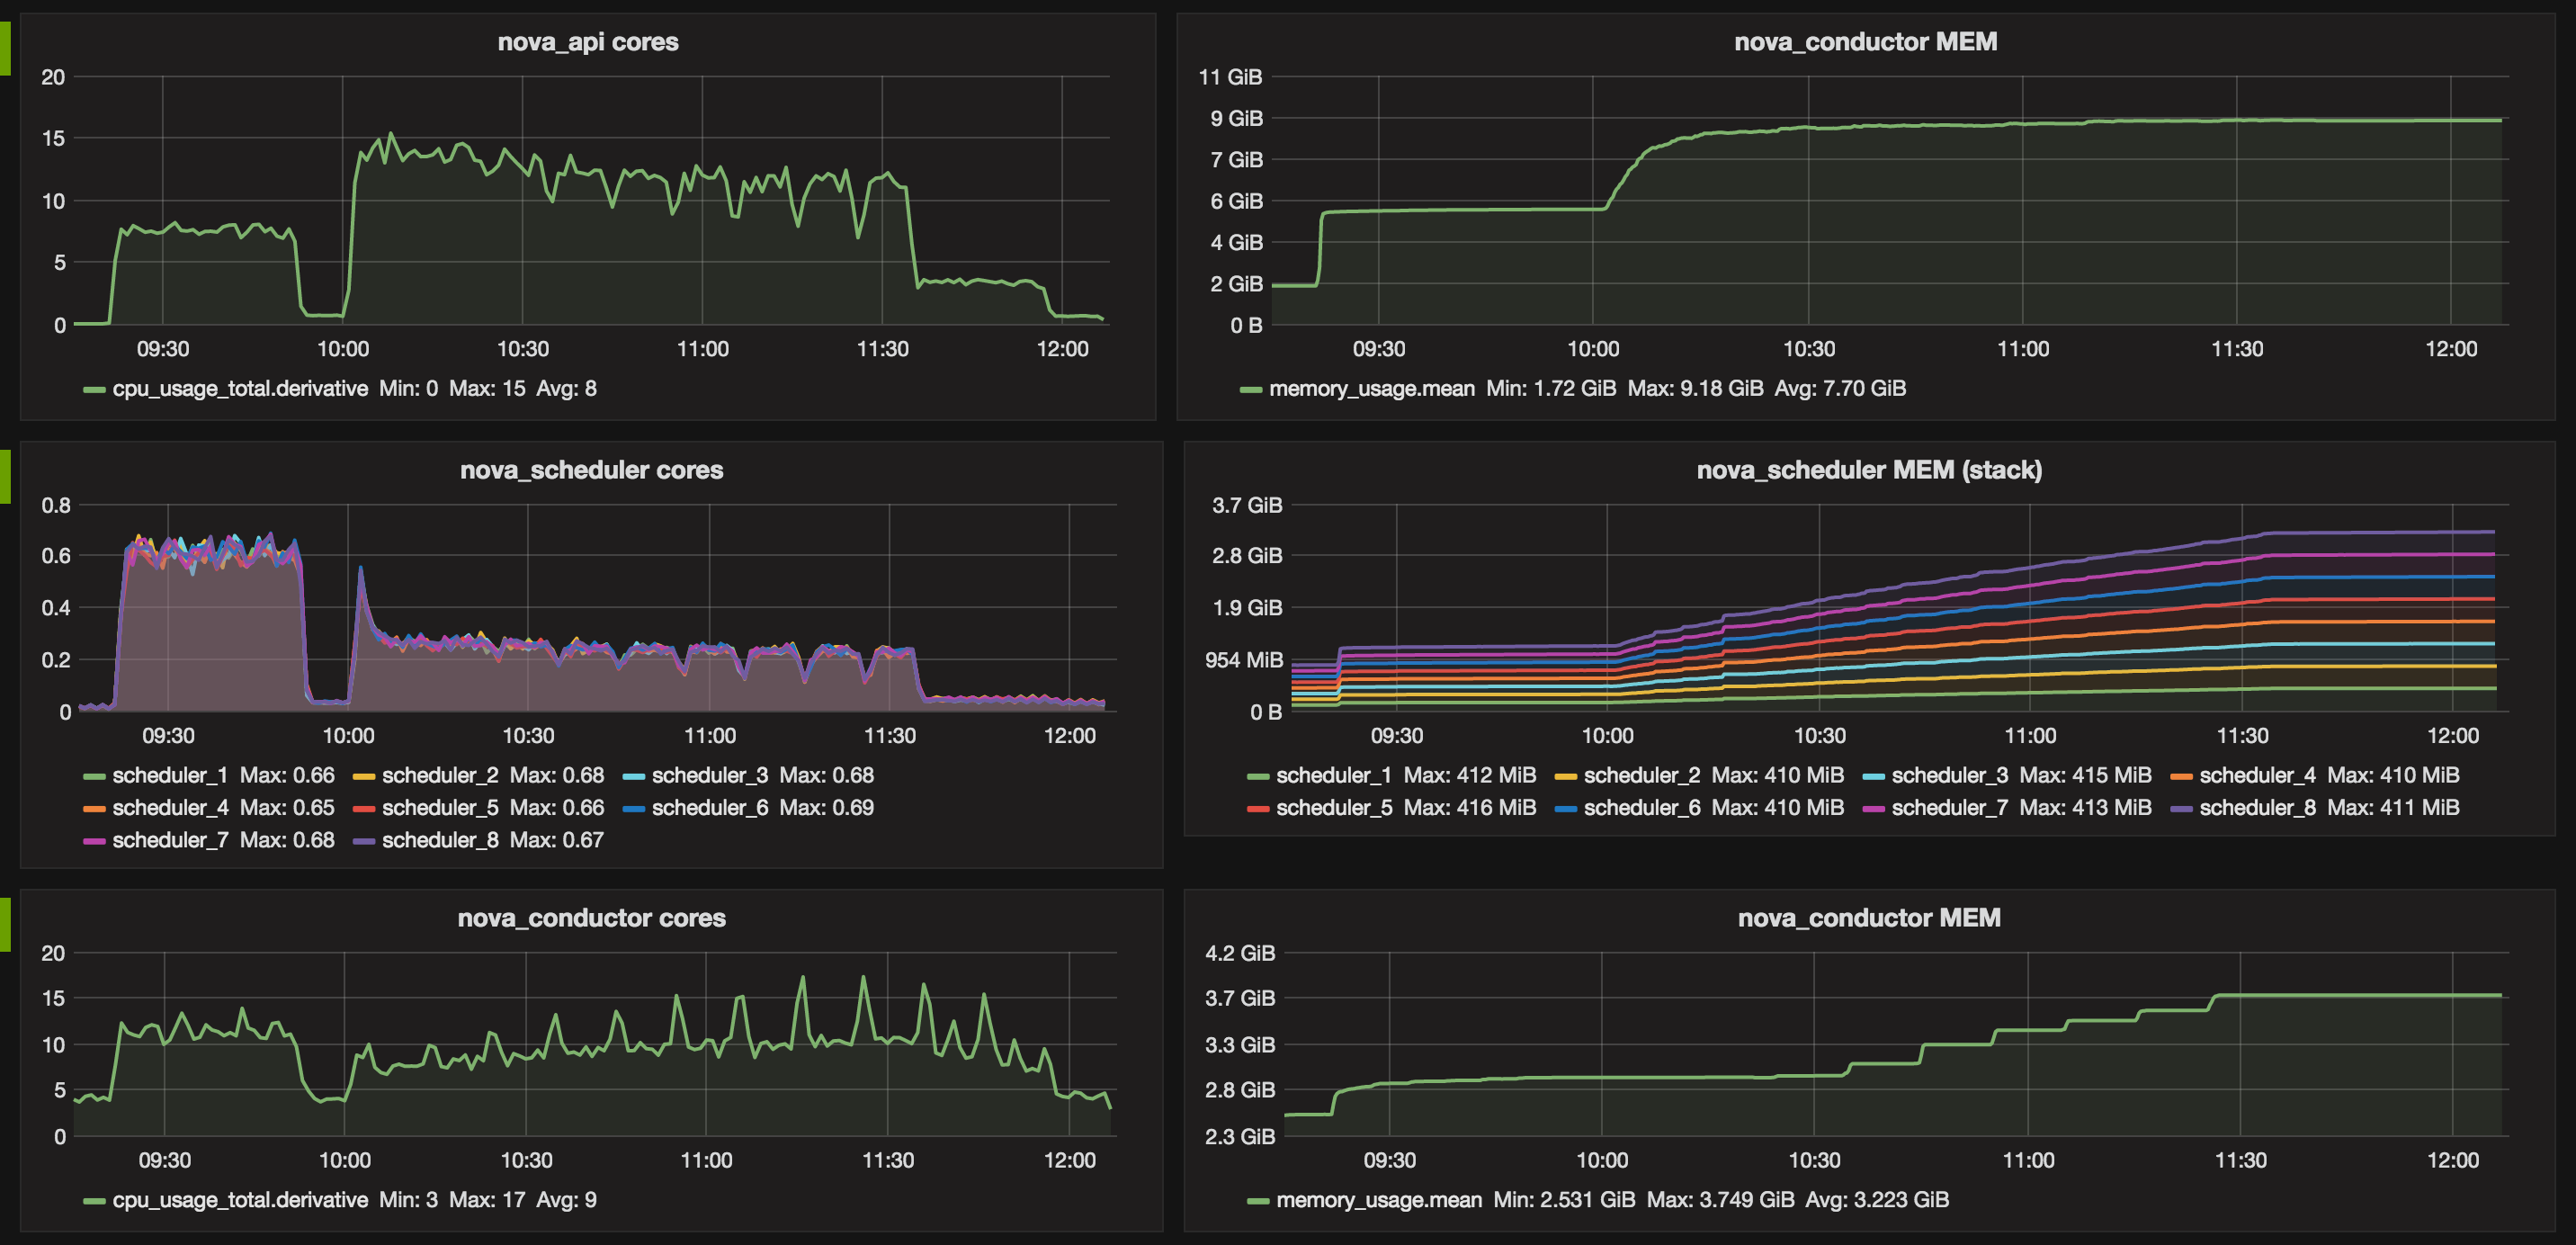 nova_api cores
20
15
10
5
0
09:30 10:00 10:30 11:00 11:30 12:00
cpu_usage_total.derivative Min: 0 Max: 15 Avg: 8
nova_conductor MEM
11 GiB
9 GiB
7 GiB
6 GiB
4 GiB
2 GiB
0 B
09:30 10:00 10:30 11:00 11:30 12:00
memory_usage.mean Min: 1.72 GiB Max: 9.18 GiB Avg: 7.70 GiB
nova_scheduler cores
0.8
0.6
0.4
0.2
0
09:30 10:00 10:30 11:00 11:30 12:00
scheduler_1 Max: 0.66 scheduler_2 Max: 0.68 scheduler_3 Max: 0.68
scheduler_4 Max: 0.65 scheduler_5 Max: 0.66 scheduler_6 Max: 0.69
scheduler_7 Max: 0.68 scheduler_8 Max: 0.67
nova_scheduler MEM (stack)
3.7 GiB
2.8 GiB
1.9 GiB
954 MiB
0 B
09:30 10:00 10:30 11:00 11:30 12:00
scheduler_1 Max: 412 MiB scheduler_2 Max: 410 MiB scheduler_3 Max: 415 MiB scheduler_4 Max: 410 MiB
scheduler_5 Max: 416 MiB scheduler_6 Max: 410 MiB scheduler_7 Max: 413 MiB scheduler_8 Max: 411 MiB
nova_conductor cores
20
15
10
5
0
09:30 10:00 10:30 11:00 11:30 12:00
cpu_usage_total.derivative Min: 3 Max: 17 Avg: 9
nova_conductor MEM
4.2 GiB
3.7 GiB
3.3 GiB
2.8 GiB
2.3 GiB
09:30 10:00 10:30 11:00 11:30 12:00
memory_usage.mean Min: 2.531 GiB Max: 3.749 GiB Avg: 3.223 GiB